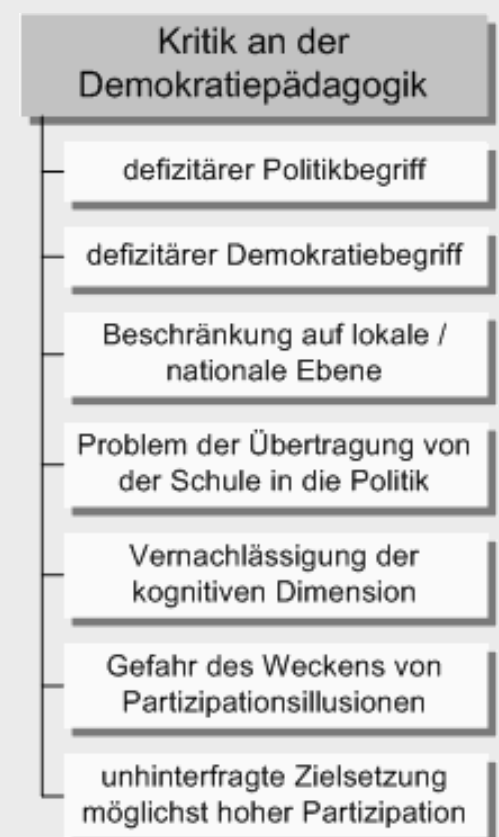 Kritik an der
Demokratiepädagogik
defizitärer Politikbegriff
defizitärer Demokratiebegriff
Beschränkung auf lokale /
nationale Ebene
Problem der Übertragung von
der Schule in die Politik
Vernachlässigung der
kognitiven Dimension
Gefahr des Weckens von
Partizipationsillusionen
unhinterfragte Zielsetzung
möglichst hoher Partizipation